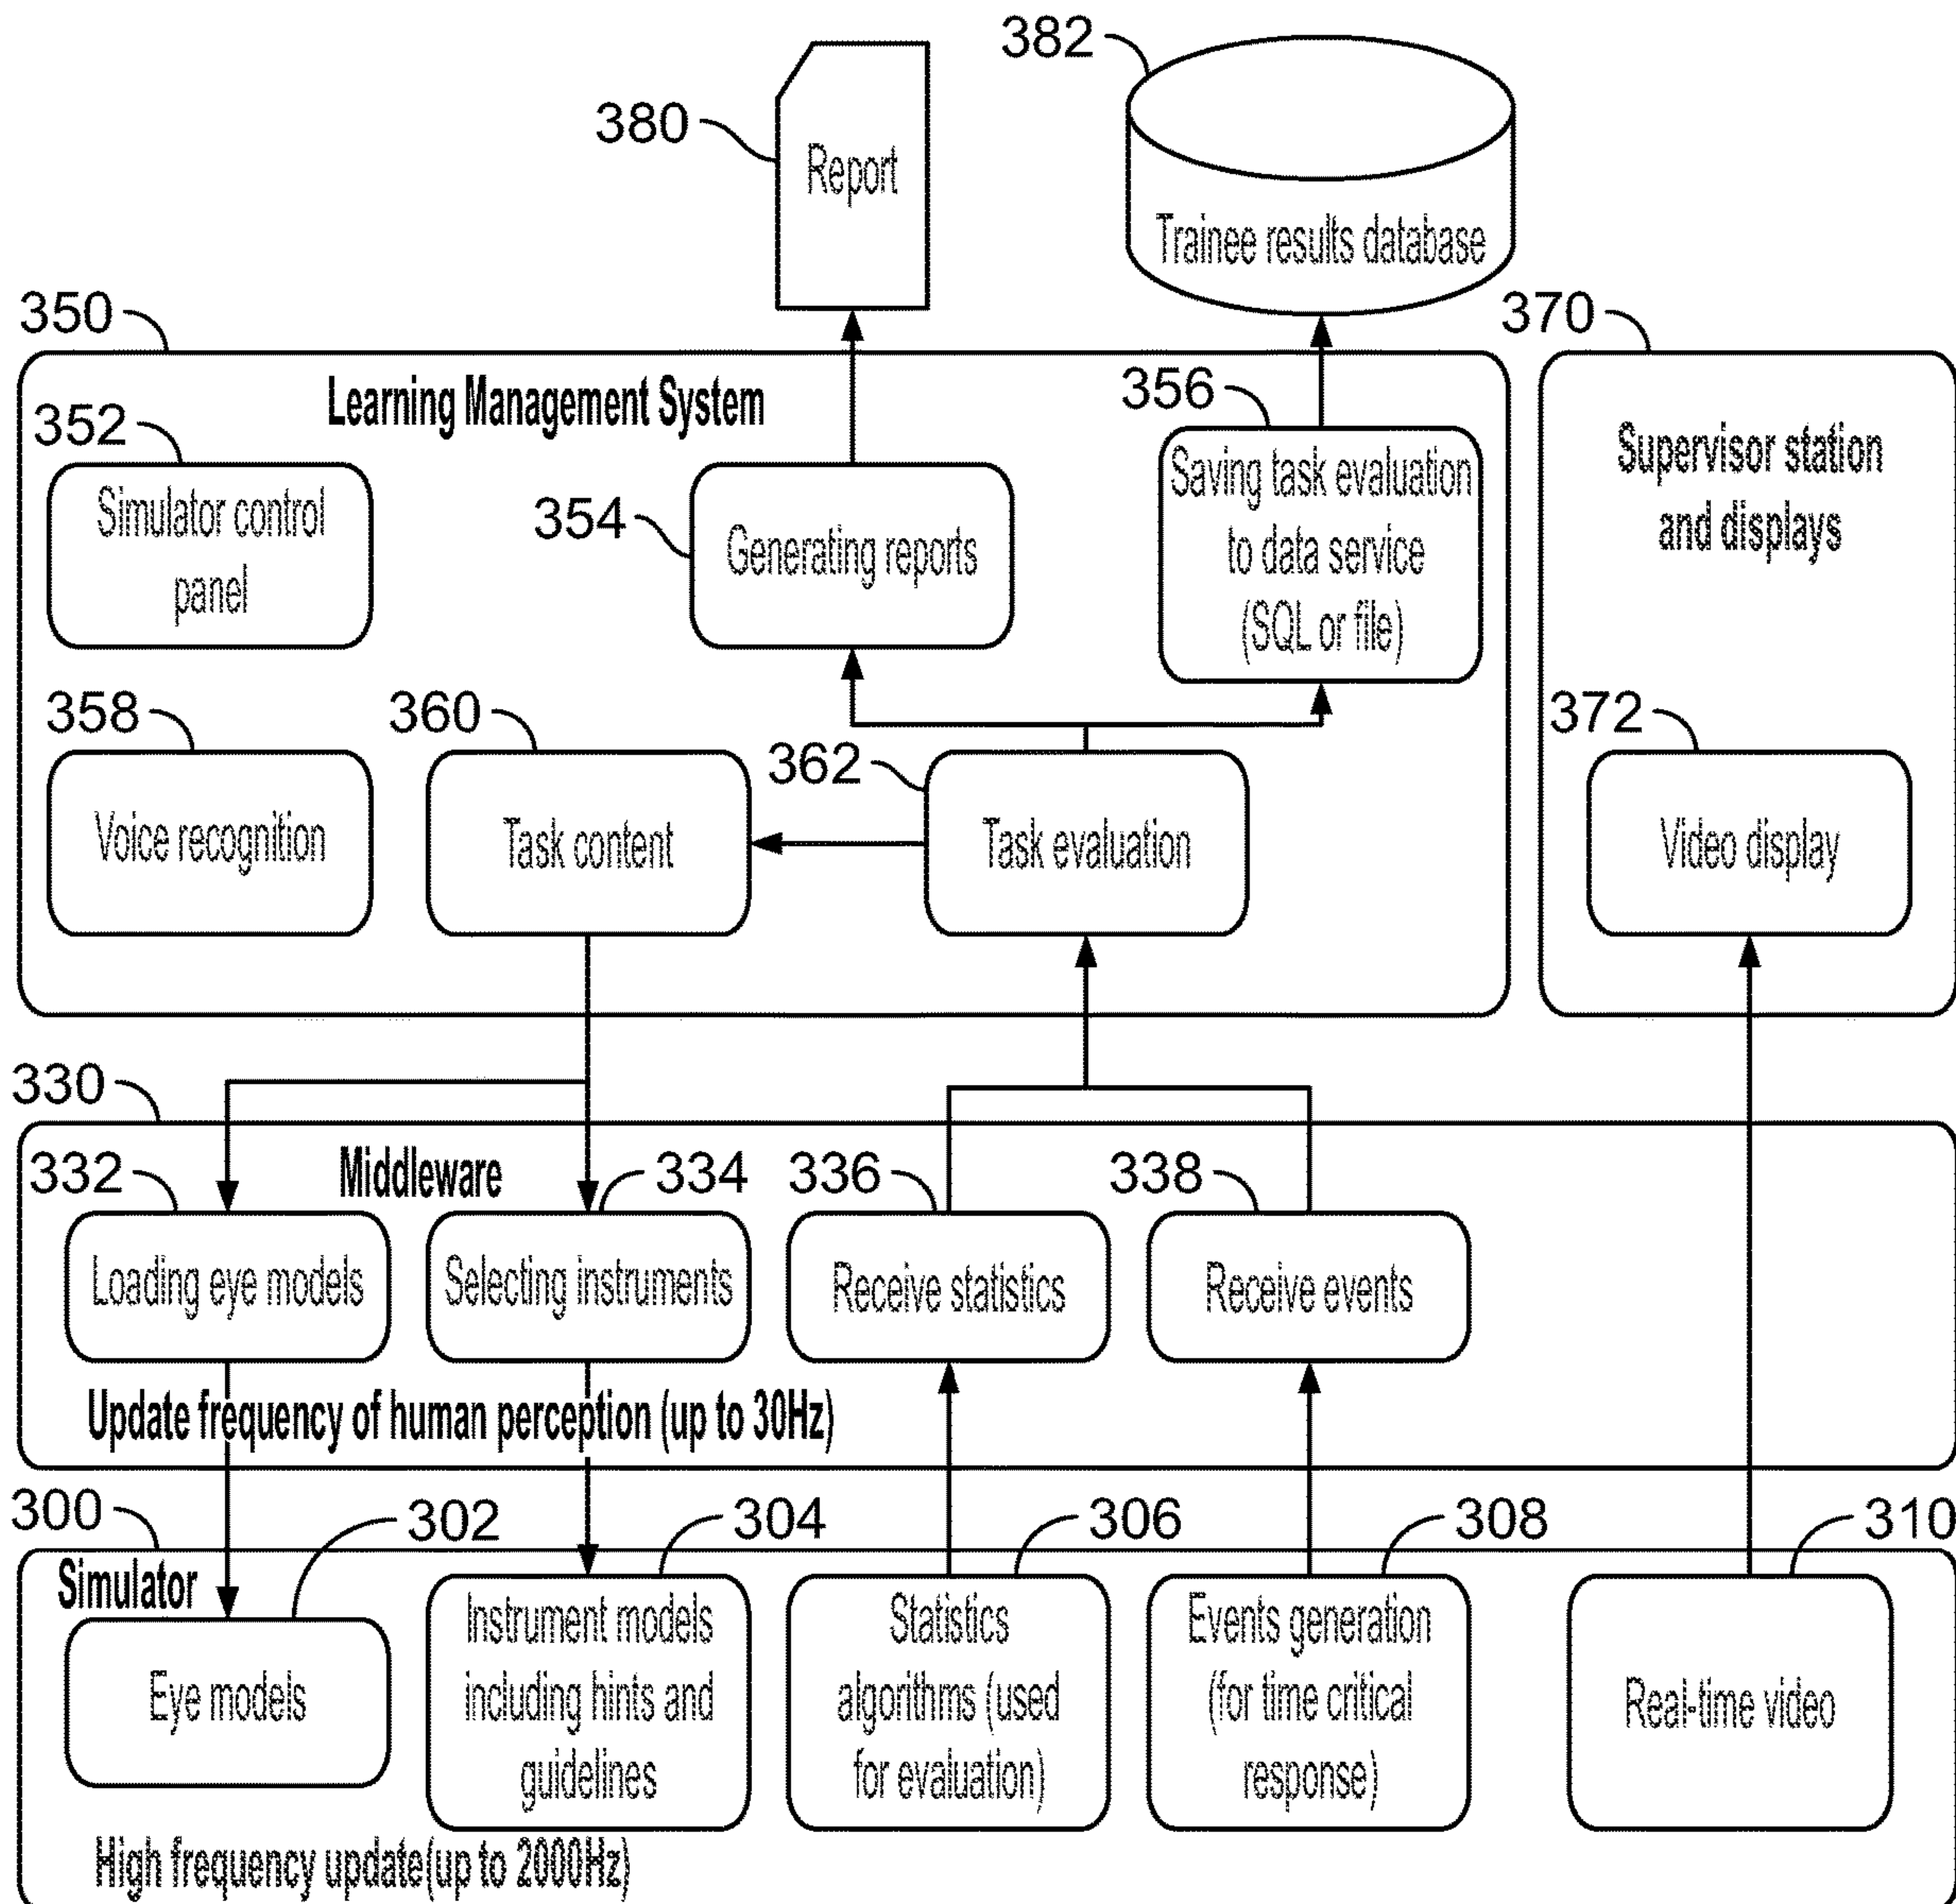 382
380
Report
Trainee results database
350
370
Learning Management System
356
352
Supervisor station
and displays
Simulator control
panel
354
Generating reports
Saving task evaluation
to data service
(SQL or file)
358
360
362
372
Voice recognition
Task content
Task evaluation
Video display
330
Middleware
332
334
336
338
Loading eye models
Selecting instruments
Receive statistics
Receive events
Update frequency of human perception (up to 30Hz)
300
302
304
306
308
310
Simulator
Eye models
Instrument models
including hints and
guidelines
Statistics
algorithms (used
for evaluation)
Events generation
(for time critical
response)
Real-time video
High frequency update(up to 2000Hz)